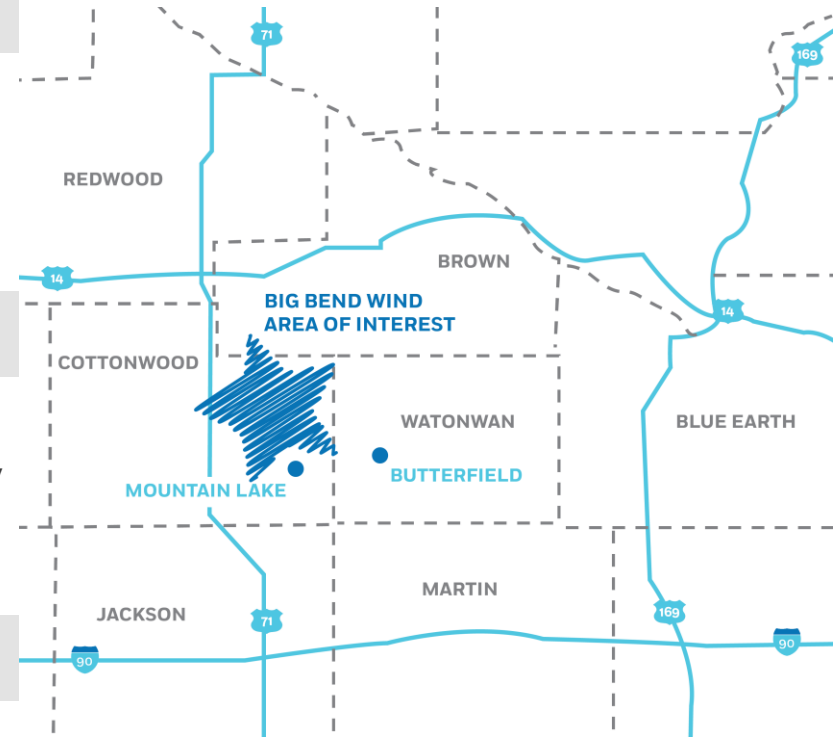 71
169
REDWOOD
BROWN
14
BIG BEND WIND
AREA OF INTEREST
14
COTTONWOOD
WATONWAN
BLUE EARTH
BUTTERFIELD
MOUNTAIN LAKE
MARTIN
JACKSON
169
71
90
90